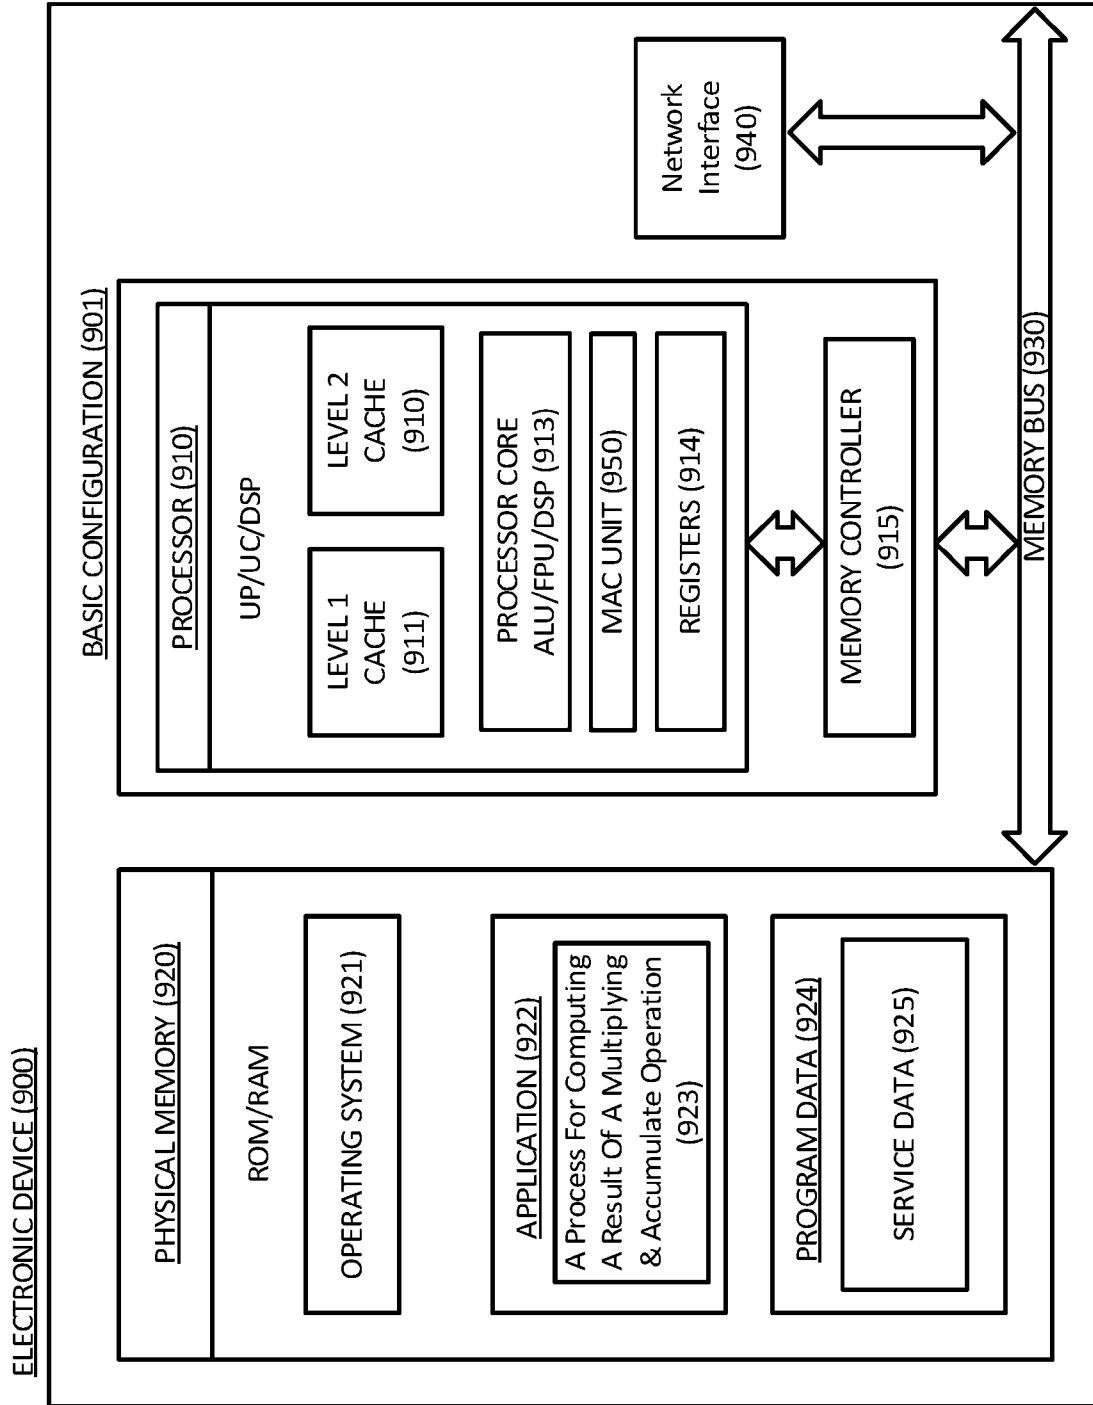 ELECTRONIC DEVICE (900)
PHYSICAL MEMORY (920)
ROM/RAM
OPERATING SYSTEM (921)
APPLICATION (922)
A Process For Computing
A Result Of A Multiplying
& Accumulate Operation
(923)
PROGRAM DATA (924)
SERVICE DATA (925)
BASIC CONFIGURATION (901)
PROCESSOR (910)
UP/UC/DSP
LEVEL 1
CACHE
(911)
LEVEL 2
CACHE
(910)
PROCESSOR CORE
ALU/FPU/DSP (913)
MAC UNIT (950)
REGISTERS (914)
MEMORY CONTROLLER
(915)
Network
Interface
(940)
MEMORY BUS (930)